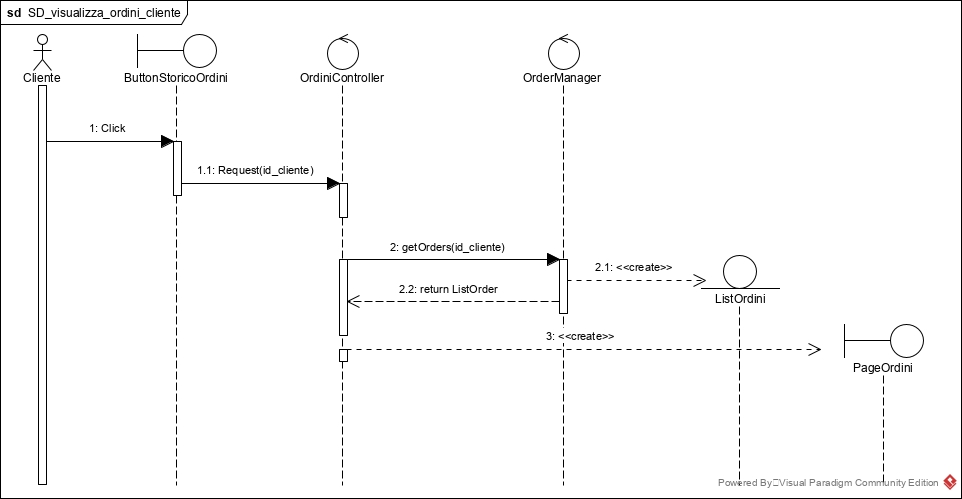 sd SD_visualizza_ordini_cliente
Cliente
ButtonStoricoOrdini
OrdiniController
OrderManager
1: Click
1.1: Request(id_cliente)
2: getOrders(id_cliente)
2.1: <<create>>
2.2: return ListOrder
ListOrdini
3: <<create>>
PageOrdini
Powered By Visual Paradigm Community Edition